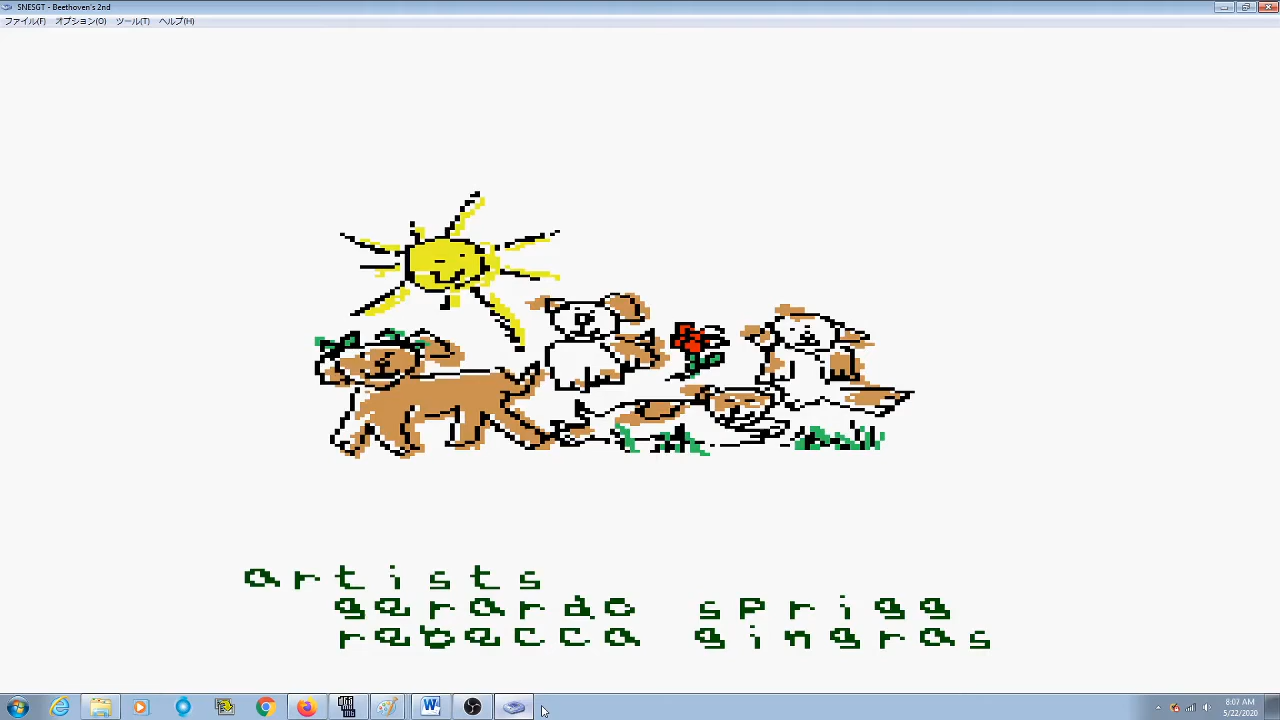 SNESGT - Beethoven's 2nd
ファイル(F) オプション(O) ツール(T) ヘルプ(H)
artists
gerardo sprigg
rebecca gingras
8:07 AM
5/22/2020